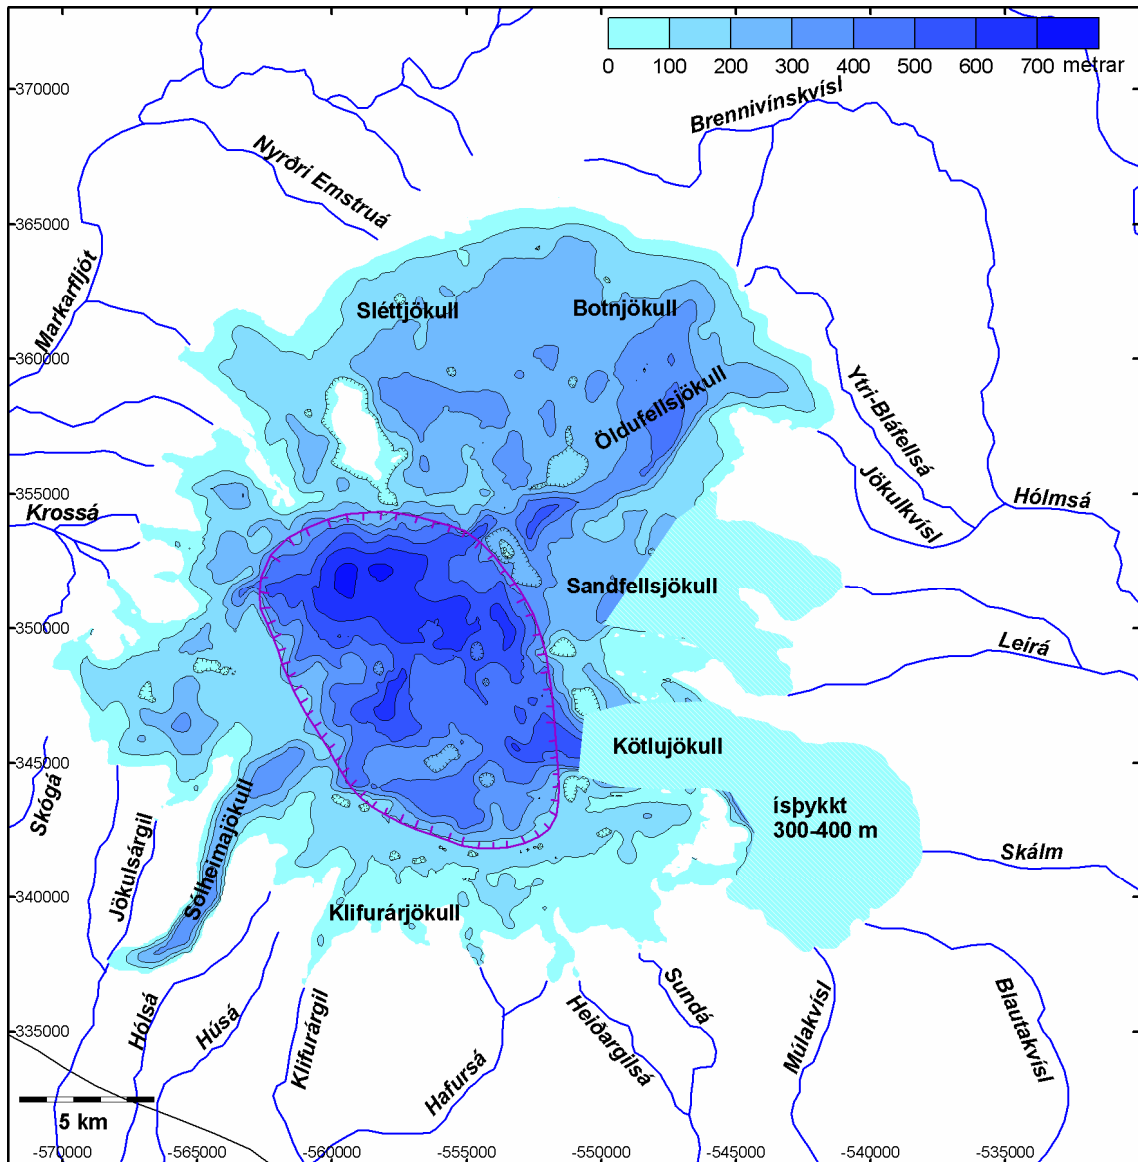 0 100 200 300 400 500 600 700 metrar
370000
Brennivínskvísl
Nyrðri Emstruá
365000
Markarfljót
Sléttjökull
Botnjökull
360000
Öldufellsjökull
Ytri-Bláfellsá
355000
Krossá
Jökulkvísl
Hólmsá
Sandfellsjökull
350000
Leirá
Kötlujökull
345000
Skógá
Jökulsárgil
Sólheimajökull
ísþykkt
300-400 m
Skálm
340000
Klifurárjökull
Hólsá
Húsá
Klifurárgil
Hafursá
Heiðargilsá
Sundá
Múlakvísl
Blautakvísl
335000
5 km
-570000 -565000 -560000 -555000 -550000 -545000 -540000 -535000